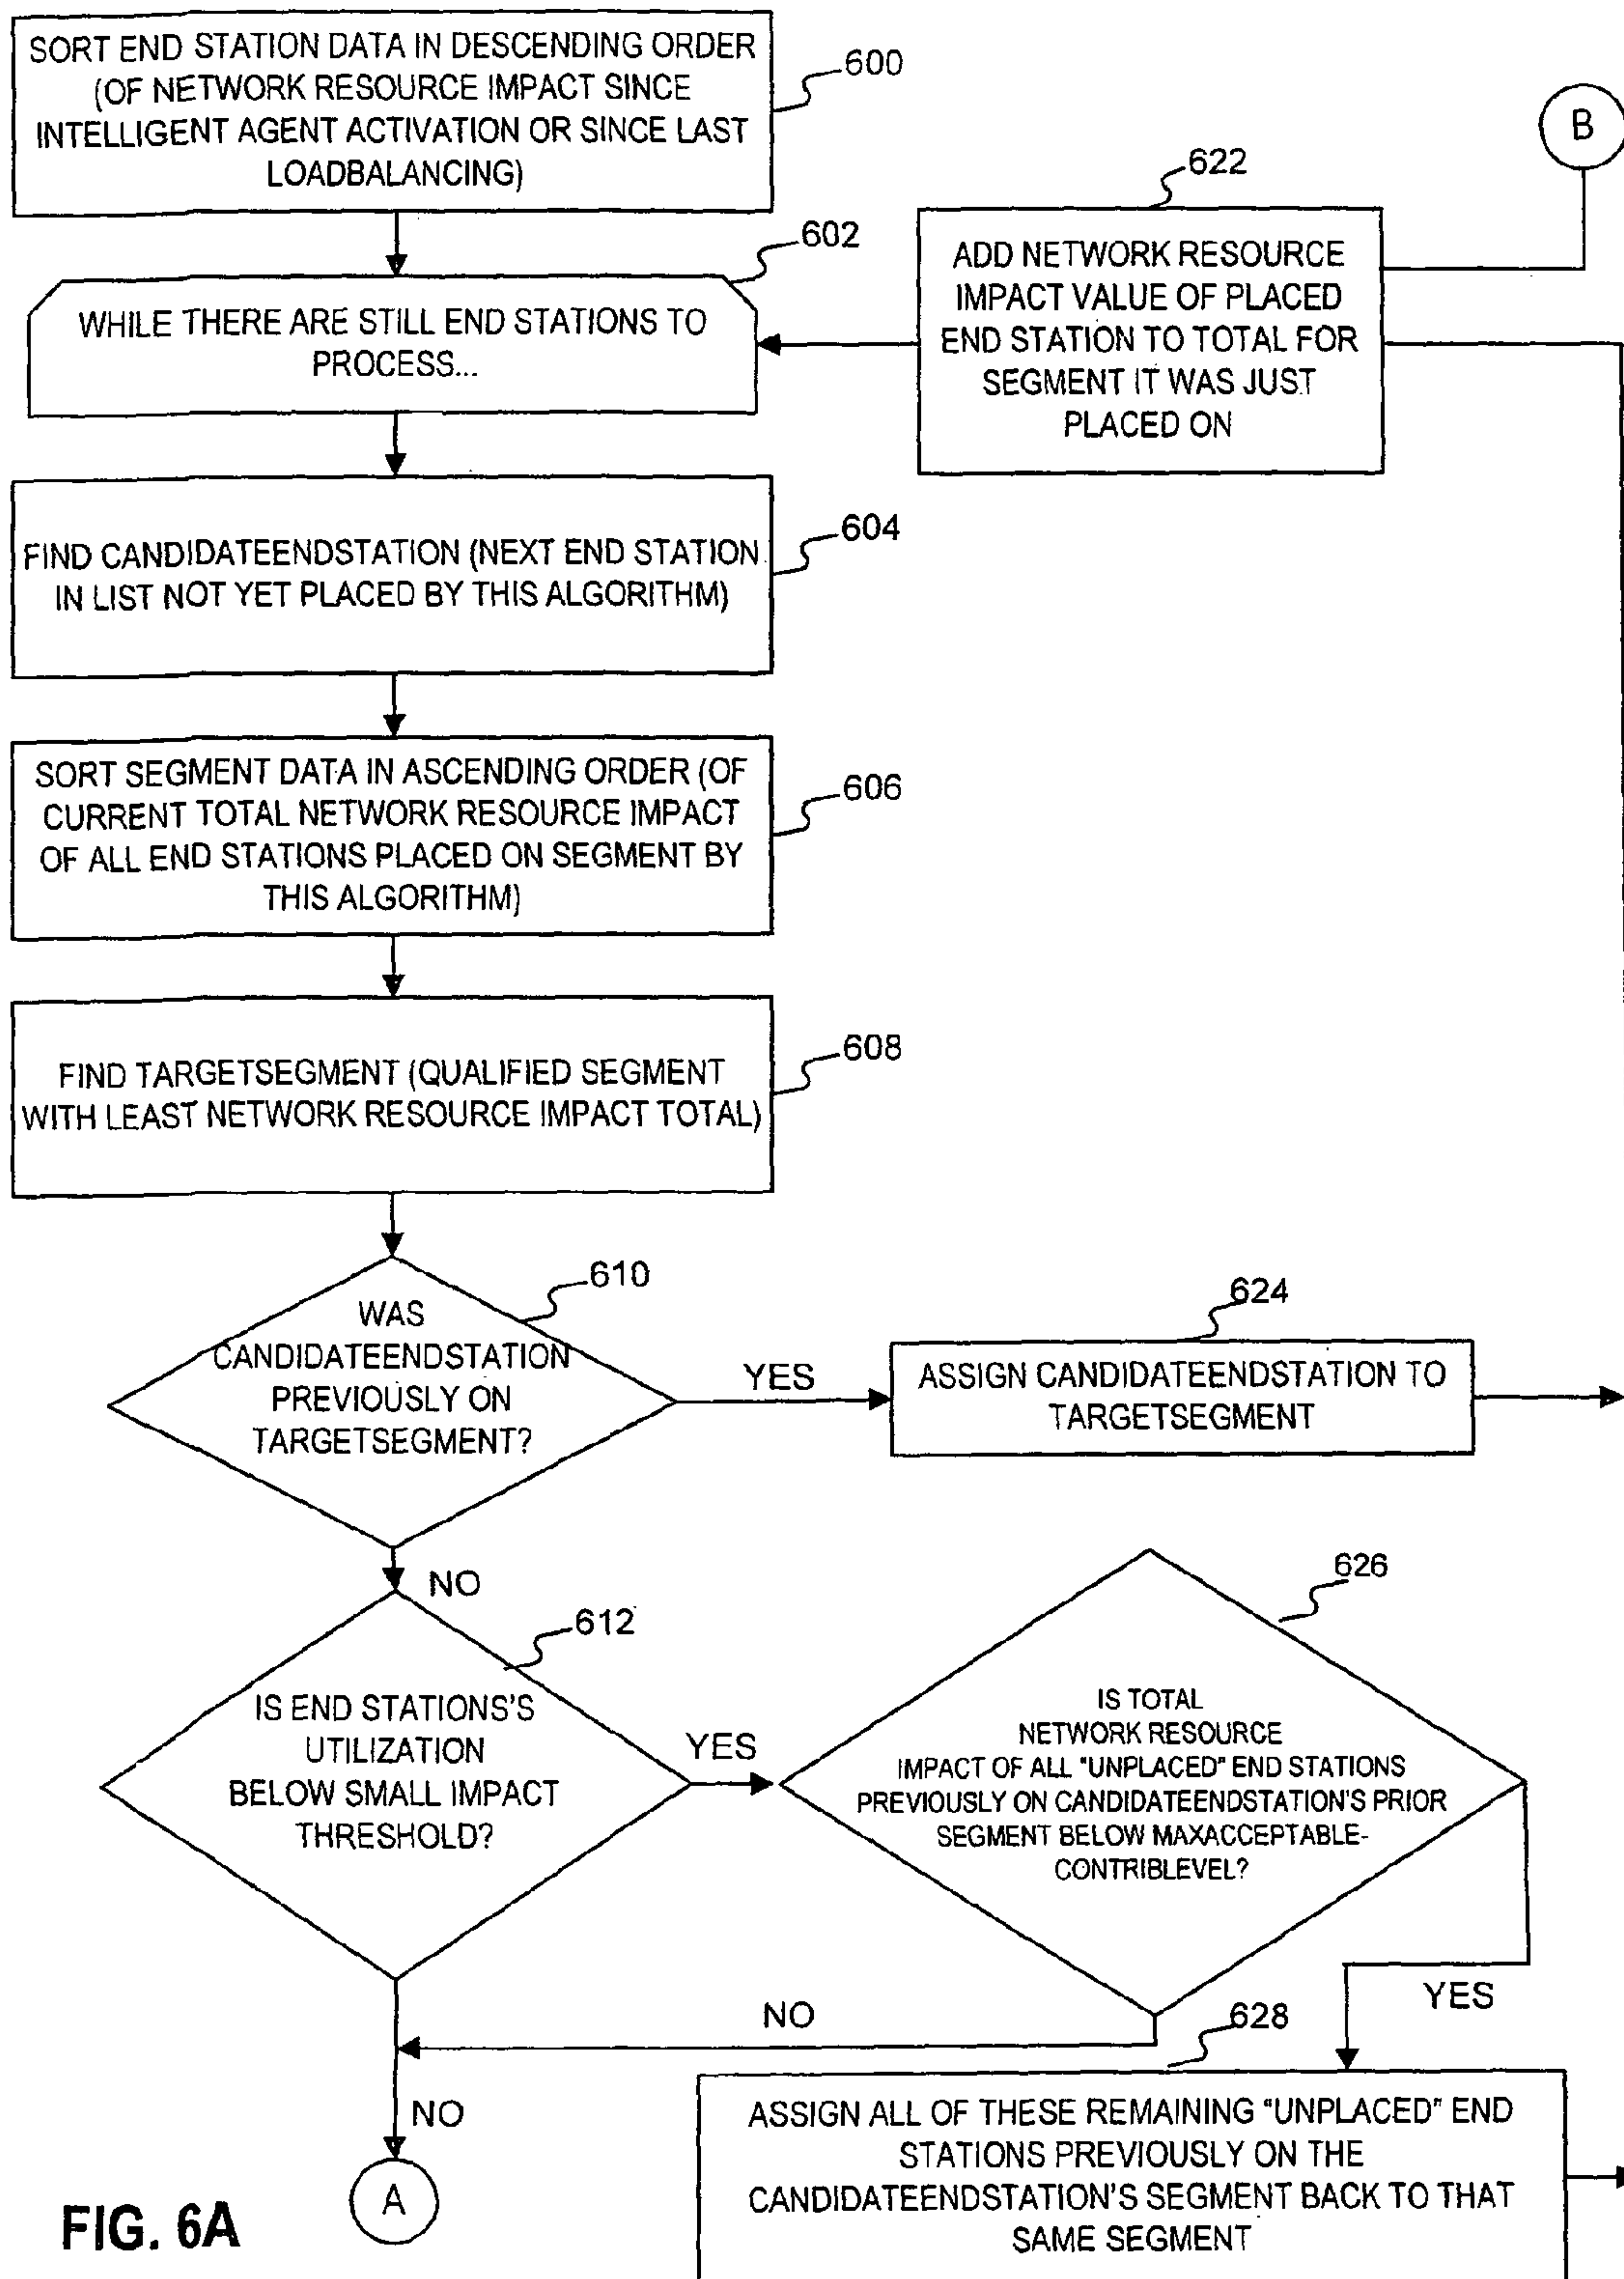 SORT END STATION DATA IN DESCENDING ORDER
(OF NETWORK RESOURCE IMPACT SINCE
INTELLIGENT AGENT ACTIVATION OR SINCE LAST
LOADBALANCING)
600
B
622
602
ADD NETWORK RESOURCE
IMPACT VALUE OF PLACED
END STATION TO TOTAL FOR
SEGMENT IT WAS JUST
PLACED ON
WHILE THERE ARE STILL END STATIONS TO
PROCESS...
604
FIND CANDIDATEENDSTATION (NEXT END STATION
IN LIST NOT YET PLACED BY THIS ALGORITHM)
606
SORT SEGMENT DATA IN ASCENDING ORDER (OF
CURRENT TOTAL NETWORK RESOURCE IMPACT
OF ALL END STATIONS PLACED ON SEGMENT BY
THIS ALGORITHM)
608
FIND TARGETSEGMENT (QUALIFIED SEGMENT
WITH LEAST NETWORK RESOURCE IMPACT TOTAL)
610
WAS
CANDIDATEENDSTATION
PREVIOUSLY ON
TARGETSEGMENT?
YES
624
ASSIGN CANDIDATEENDSTATION TO
TARGETSEGMENT
NO
612
IS END STATIONS'S
UTILIZATION
BELOW SMALL IMPACT
THRESHOLD?
YES
626
IS TOTAL
NETWORK RESOURCE
IMPACT OF ALL "UNPLACED" END STATIONS
PREVIOUSLY ON CANDIDATEENDSTATION'S PRIOR
SEGMENT BELOW MAXACCEPTABLE-
CONTRIBLEVEL?
YES
NO
628
NO
A
ASSIGN ALL OF THESE REMAINING "UNPLACED" END
STATIONS PREVIOUSLY ON THE
CANDIDATEENDSTATION'S SEGMENT BACK TO THAT
SAME SEGMENT
FIG. 6A